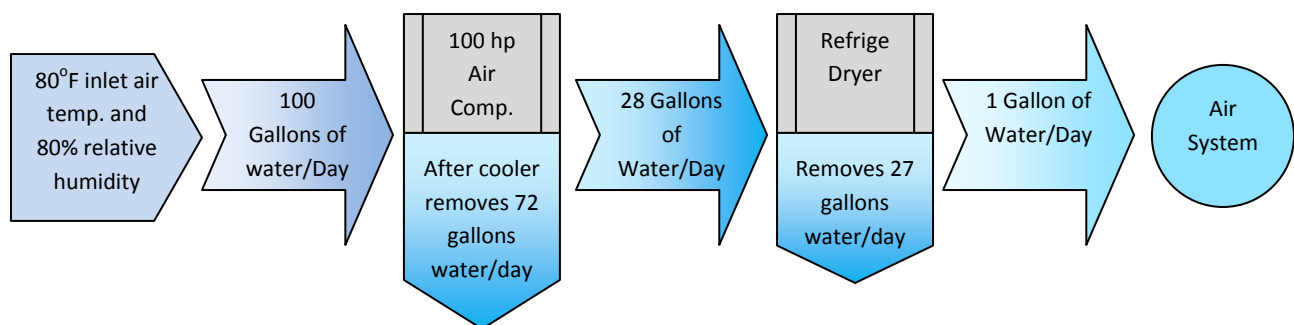 80°F inlet air
temp. and
80% relative
humidity
100
Gallons of
water/Day
100 hp
Air
Comp.
After cooler
removes 72
gallons
water/day
28 Gallons
of
Water/Day
Refrige
Dryer
Removes 27
gallons
water/day
1 Gallon of
Water/Day
Air
System